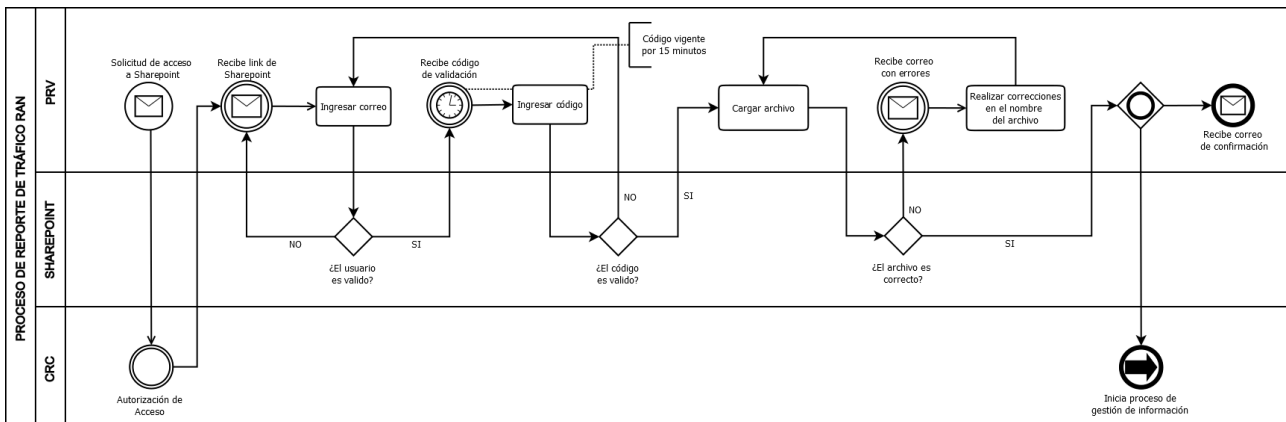 PROCESO DE REPORTE DE TRÁFICO RAN
PRV
Solicitud de acceso
a Sharepoint
Recibe link de
Sharepoint
Ingresar correo
Recibe código
de validación
Ingresar código
Código vigente
por 15 minutos
Cargar archivo
Recibe correo
con errores
Realizar correcciones
en el nombre
del archivo
Recibe correo
de confirmación
SHAREPOINT
NO
SI
¿El usuario
es valido?
NO
SI
¿El código
es valido?
NO
SI
¿El archivo es
correcto?
CRC
Autorización de
Acceso
Inicia proceso de
gestión de información